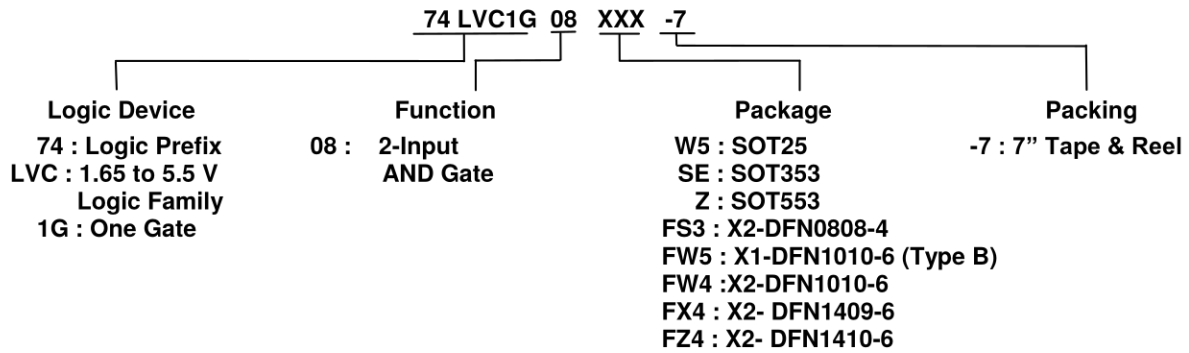 74 LVC1G 08 XXX -7
Logic Device
74 : Logic Prefix
LVC : 1.65 to 5.5 V
Logic Family
1G : One Gate
Function
08 : 2-Input
AND Gate
Package
W5 : SOT25
SE : SOT353
Z : SOT553
FS3 : X2-DFN0808-4
FW5 : X1-DFN1010-6 (Type B)
FW4 :X2-DFN1010-6
FX4 : X2- DFN1409-6
FZ4 : X2- DFN1410-6
Packing
-7 : 7” Tape & Reel